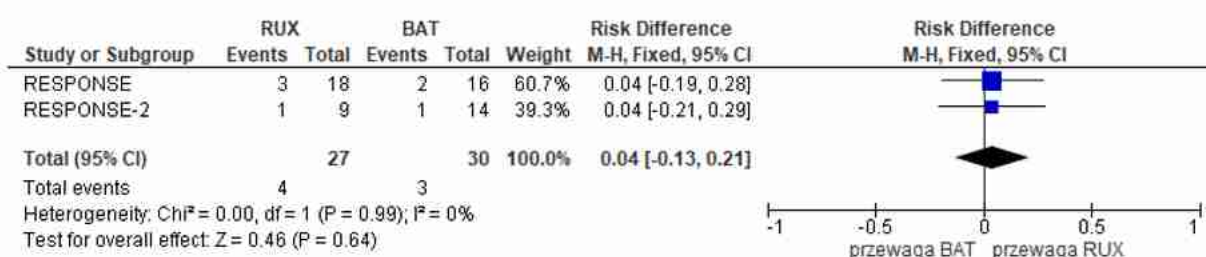 RUX BAT Risk Difference Risk Difference
Study or Subgroup Events Total Events Total Weight M-H, Fixed, 95% CI M-H, Fixed, 95% CI
RESPONSE 3 18 2 16 60.7% 0.04 [-0.19, 0.28]
RESPONSE-2 1 9 1 14 39.3% 0.04 [-0.21, 0.29]
Total (95% CI) 27 30 100.0% 0.04 [-0.13, 0.21]
Total events 4 3
Heterogeneity: Chi² = 0.00, df = 1 (P = 0.99); I² = 0%
Test for overall effect: Z = 0.46 (P = 0.64)
-1 -0.5 0 0.5 1
przewaga BAT przewaga RUX